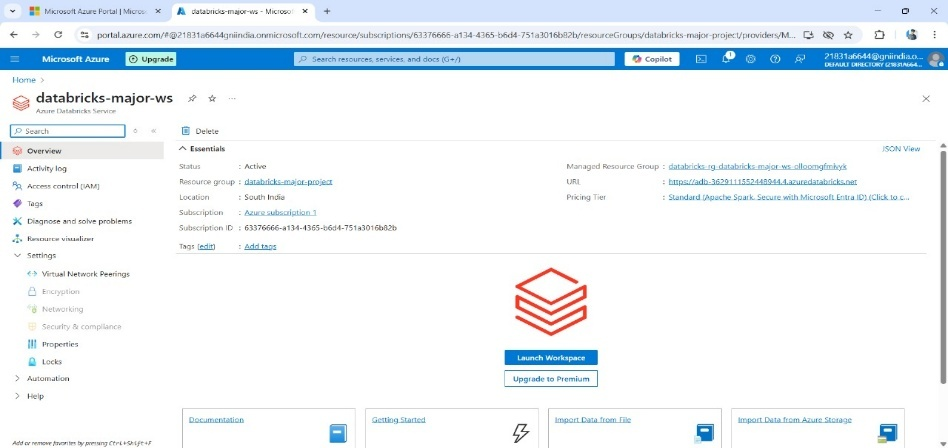 Microsoft Azure Portal | Micros
databricks-major-ws - Microsof
portal.azure.com/#@21831a6644gniindia.onmicrosoft.com/resource/subscriptions/63376666-a134-4365-b6d4-751a3016b82b/resourceGroups/databricks-major-project/providers/M...
Microsoft Azure
Upgrade
Search resources, services, and docs (G+/)
Copilot
1
21831a6644@gniindia.o...
DEFAULT DIRECTORY (21831A664...
Home >
databricks-major-ws
Azure Databricks Service
Search
Delete
Overview
Activity log
Access control (IAM)
Tags
Diagnose and solve problems
Resource visualizer
Settings
Virtual Network Peerings
Encryption
Networking
Security & compliance
Properties
Locks
Automation
Help
Add or remove favorites by pressing Ctrl+Shift+F
Essentials
JSON View
Status : Active
Resource group : databricks-major-project
Location : South India
Subscription : Azure subscription 1
Subscription ID : 63376666-a134-4365-b6d4-751a3016b82b
Tags (edit) : Add tags
Managed Resource Group : databricks-rg-databricks-major-ws-olloomgfmivyk
URL : https://adb-3629111552448944.4.azuredatabricks.net
Pricing Tier : Standard (Apache Spark, Secure with Microsoft Entra ID) (Click to c...
Launch Workspace
Upgrade to Premium
Documentation
Getting Started
Import Data from File
Import Data from Azure Storage